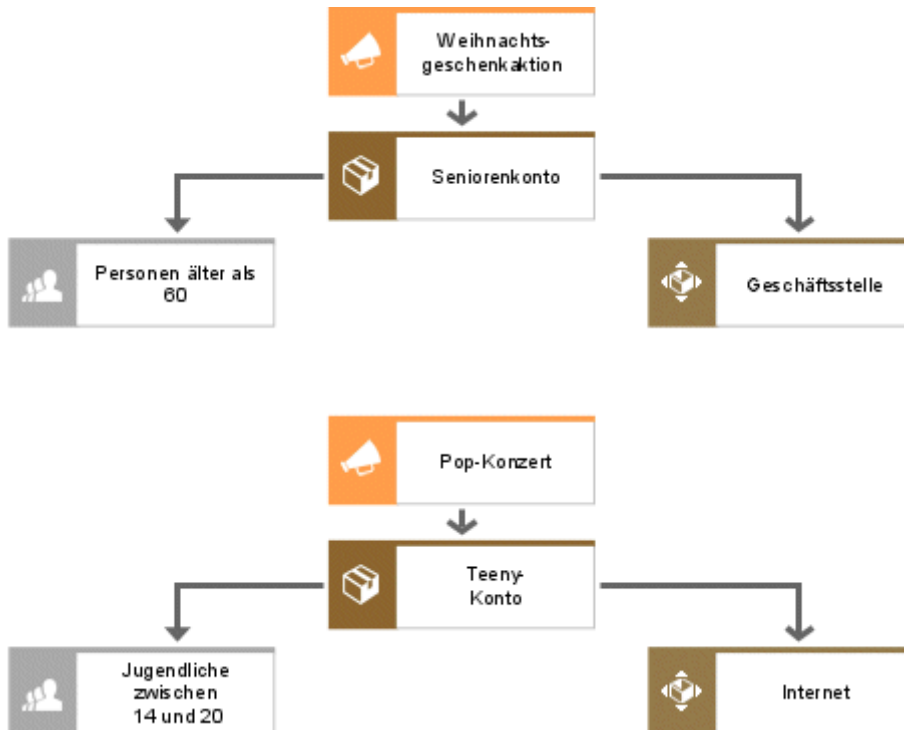 Weihnachts-
geschenkaktion
Seniorenkonto
Personen älter als
60
Geschäftsstelle
Pop-Konzert
Teeny-
Konto
Jugendliche
zwischen
14 und 20
Internet